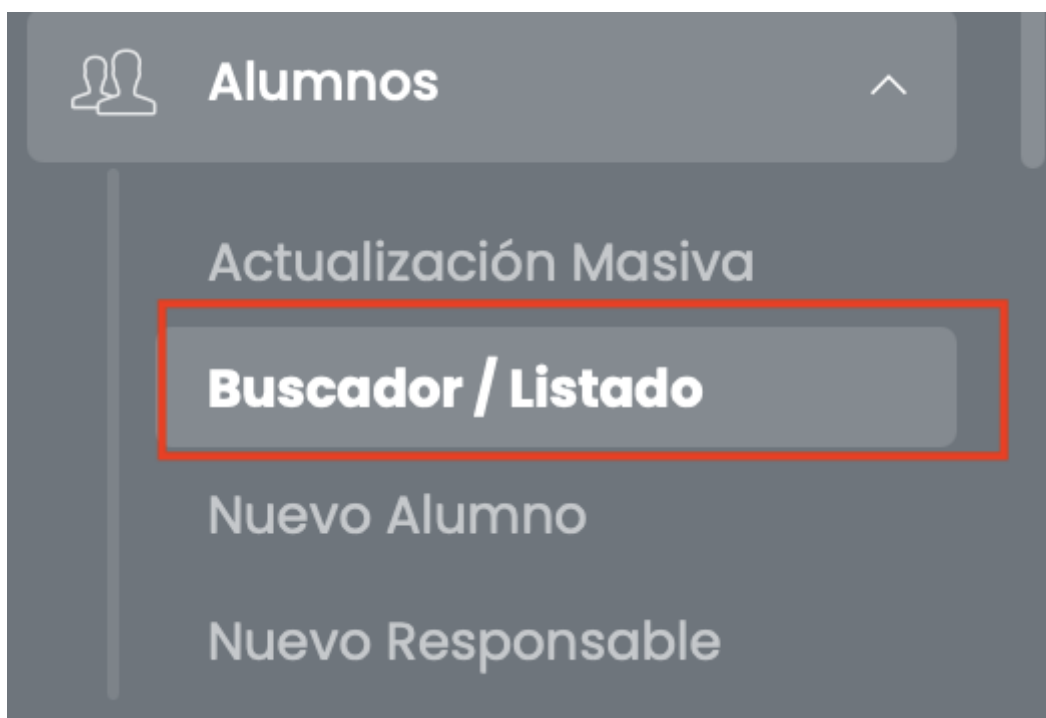 Alumnos
Actualización Masiva
Buscador / Listado
Nuevo Alumno
Nuevo Responsable